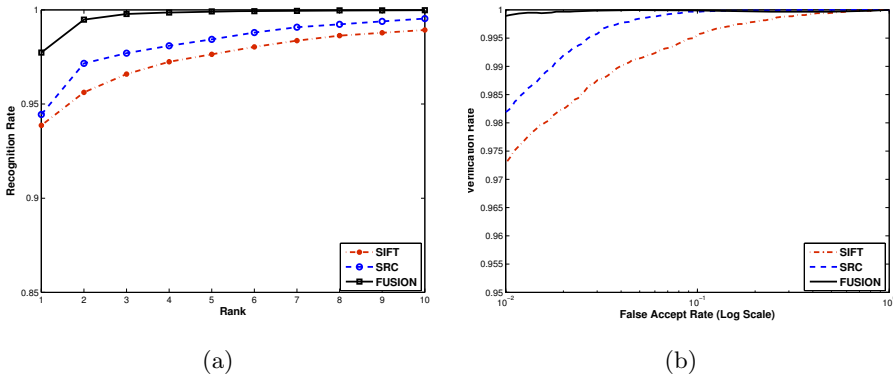 1
0.95
0.9
0.85
Recognition Rate
1 2 3 4 5 6 7 8 9 10
Rank
SIFT
SRC
FUSION
(a)
1
0.995
0.99
0.985
0.98
0.975
0.97
0.965
0.96
0.955
0.95
Verification Rate
10⁻² 10⁻¹ 10
False Accept Rate (Log Scale)
SIFT
SRC
FUSION
(b)